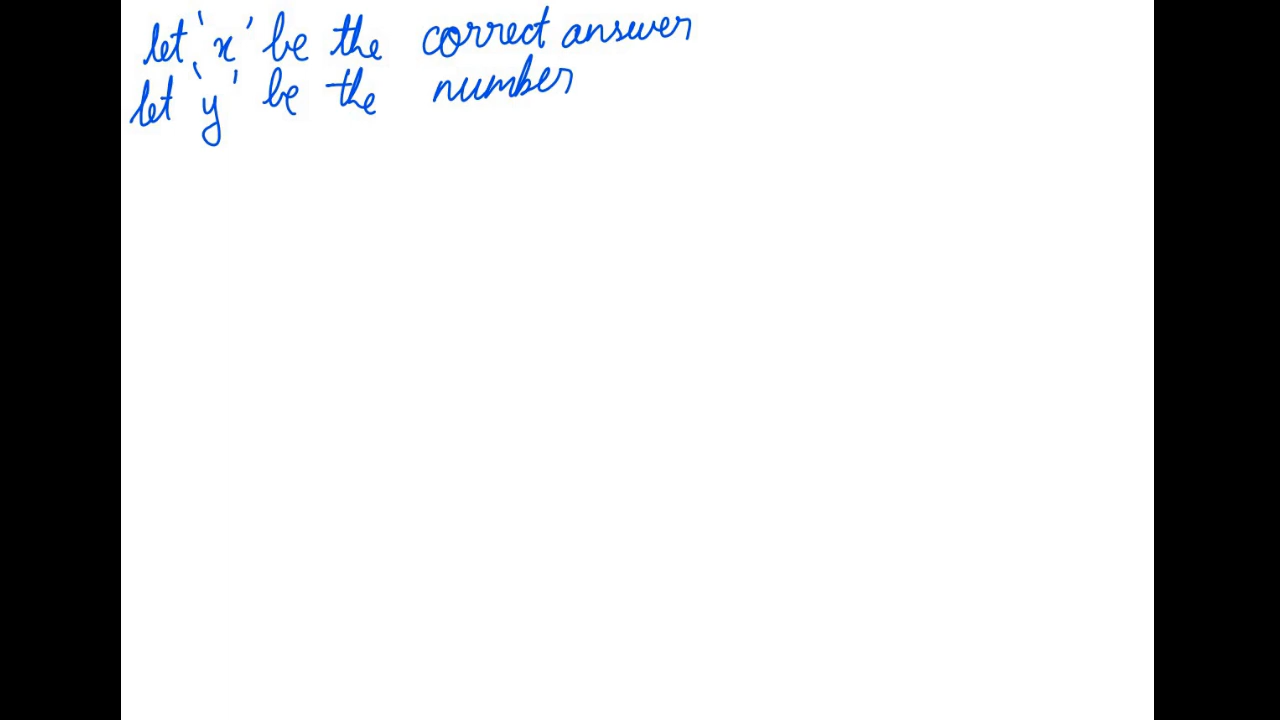 let 'x' be the correct answer
let 'y' be the number